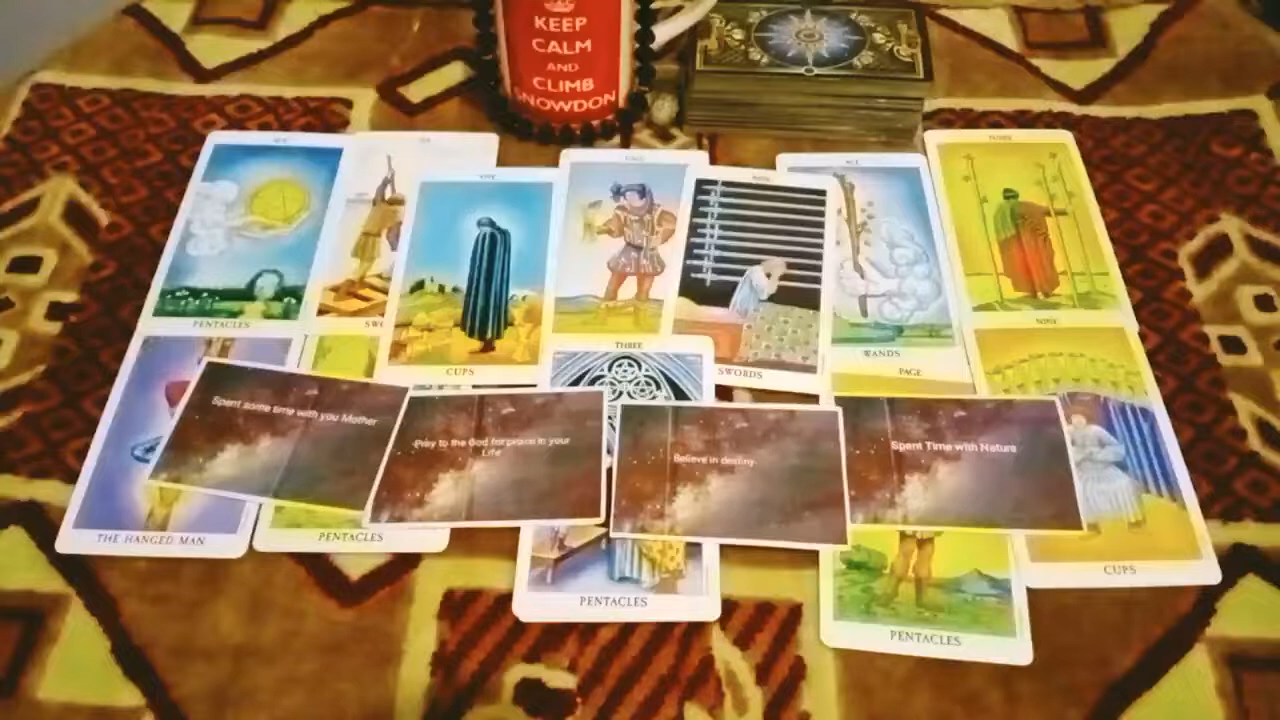 KEEP
CALM
AND
CLIMB
SNOWDON
PENTACLES
CUPS
THREE
SWORDS
WANDS
PAGE
Spent some time with you Mother
Pray to the God for peace in your
Life
Believe in destiny
Spent Time with Nature
THE HANGED MAN
PENTACLES
PENTACLES
PENTACLES
CUPS